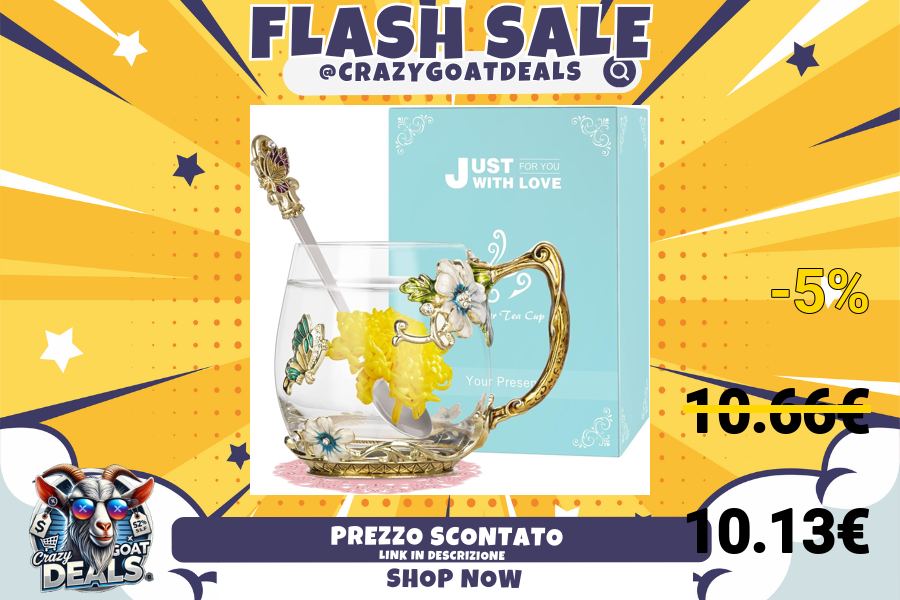 FLASH SALE
@CRAZYGOATDEALS
JUST FOR YOU
WITH LOVE
Tea Cup
Your
-5%
10.66€
10.13€
PREZZO SCONTATO
LINK IN DESCRIZIONE
SHOP NOW
$
52%
Crazy GOAT
DEALS